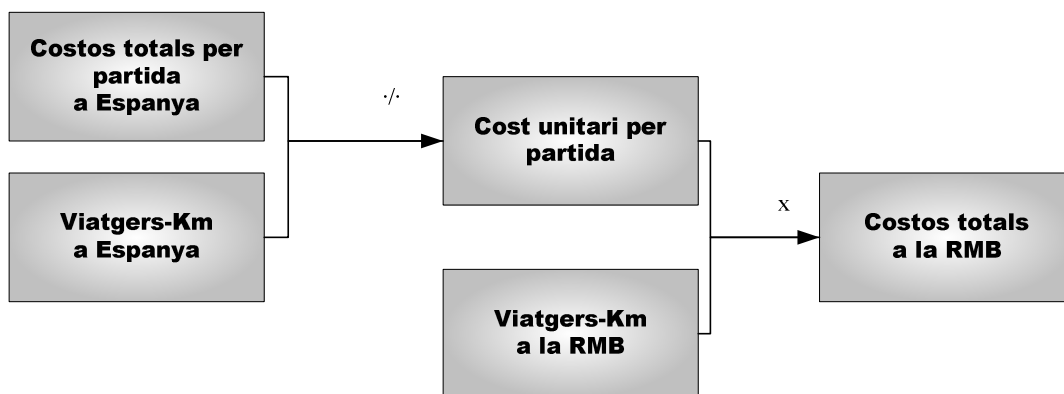 Costos totals per
partida
a Espanya
Viatgers-Km
a Espanya
·/·
Cost unitari per
partida
Viatgers-Km
a la RMB
x
Costos totals
a la RMB